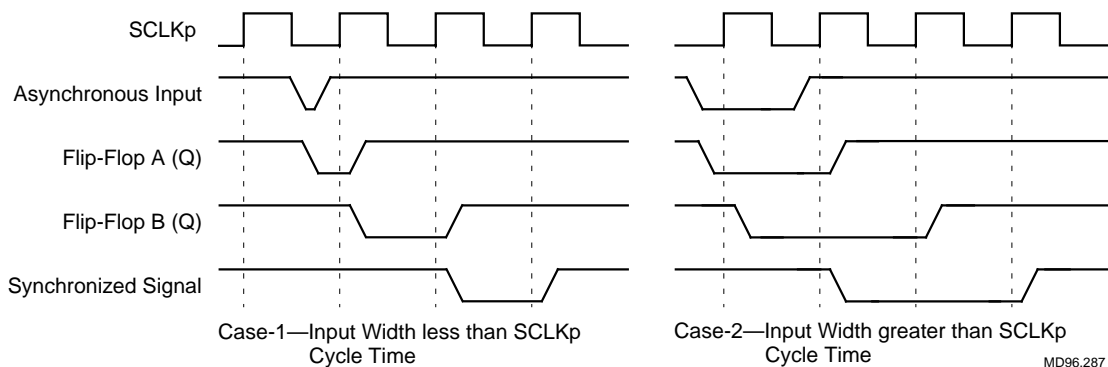 SCLKp
Asynchronous Input
Flip-Flop A (Q)
Flip-Flop B (Q)
Synchronized Signal
Case-1—Input Width less than SCLKp
Cycle Time
Case-2—Input Width greater than SCLKp
Cycle Time
MD96.287